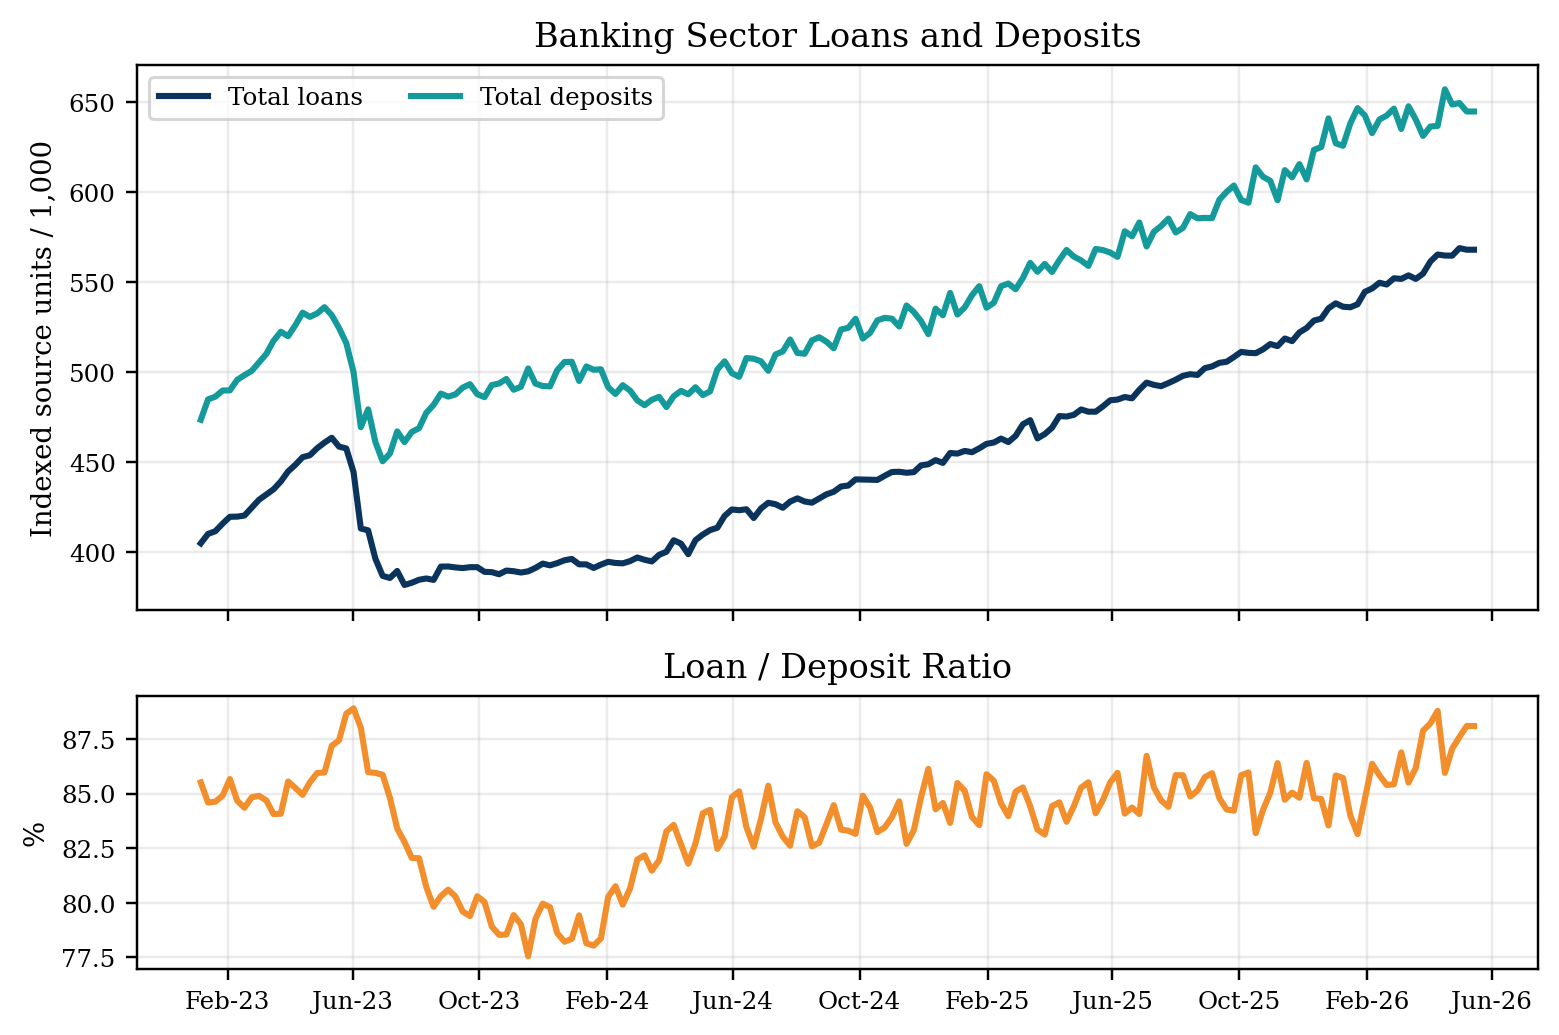 Banking Sector Loans and Deposits
Total loans
Total deposits
Indexed source units / 1,000
650
600
550
500
450
400
Loan / Deposit Ratio
%
87.5
85.0
82.5
80.0
77.5
Feb-23
Jun-23
Oct-23
Feb-24
Jun-24
Oct-24
Feb-25
Jun-25
Oct-25
Feb-26
Jun-26